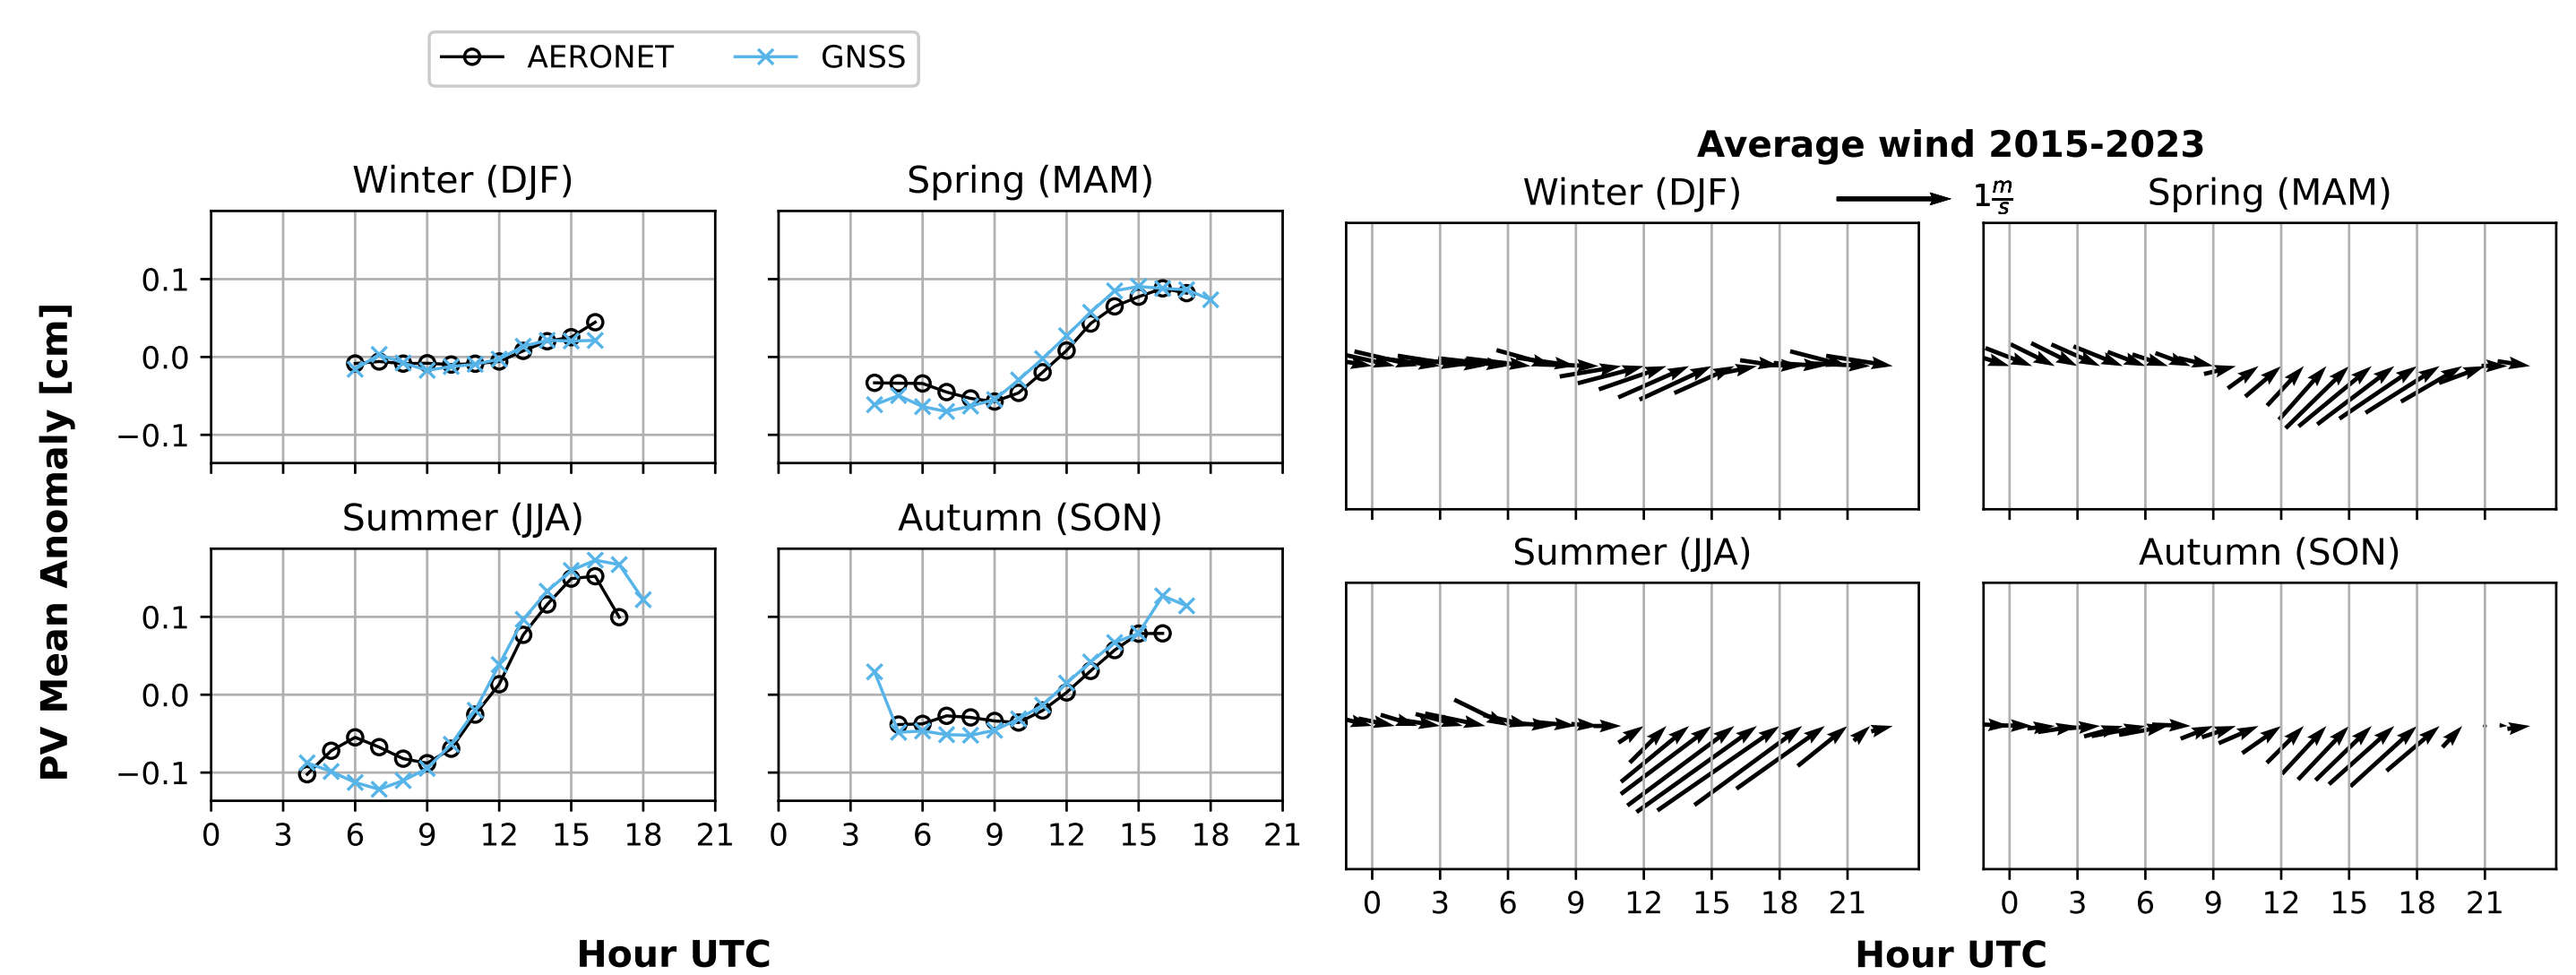 AERONET GNSS
Average wind 2015-2023
Winter (DJF) Spring (MAM)
Winter (DJF) 1 m/s Spring (MAM)
PV Mean Anomaly [cm]
0.1
0.0
−0.1
Summer (JJA) Autumn (SON)
Summer (JJA) Autumn (SON)
0.1
0.0
−0.1
0 3 6 9 12 15 18 21
0 3 6 9 12 15 18 21
0 3 6 9 12 15 18 21
0 3 6 9 12 15 18 21
Hour UTC
Hour UTC